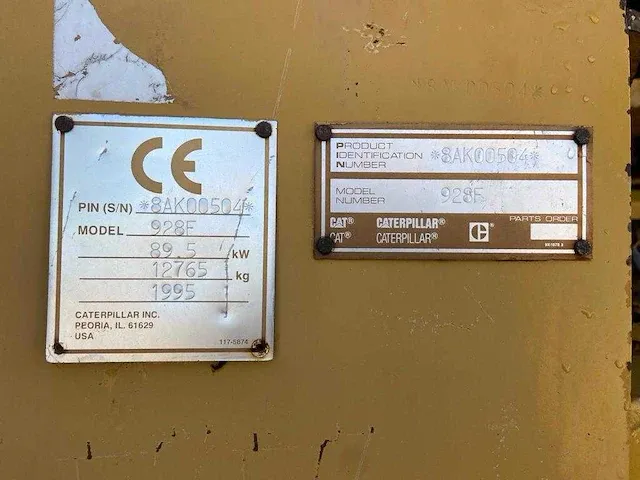 CE
PIN (S/N) *8AK00504*
MODEL 928F
89.5 kW
12765 kg
1995
CATERPILLAR INC.
PEORIA, IL. 61629
USA
117-5874
PRODUCT
IDENTIFICATION *8AK00504*
NUMBER
MODEL
NUMBER 928F
CAT® CATERPILLAR® PARTS ORDER
CAT® CATERPILLAR®